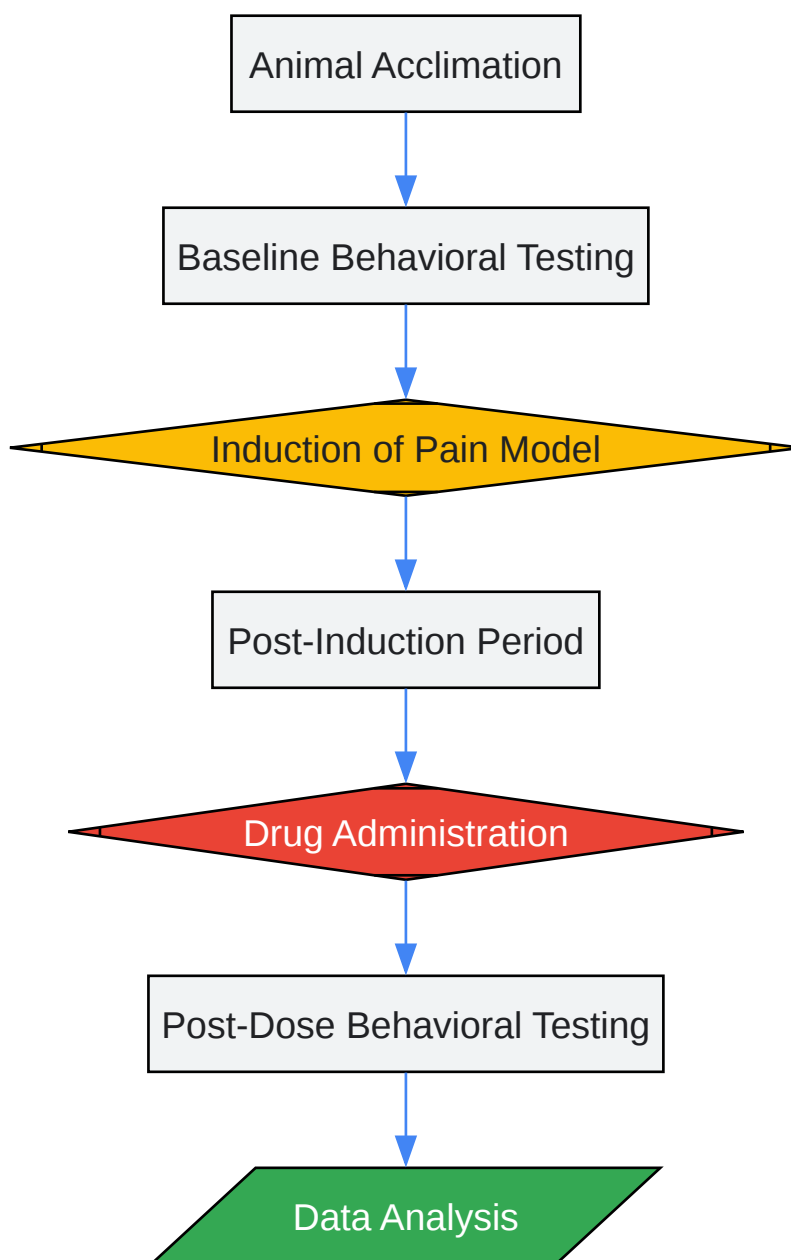 Animal Acclimation
Baseline Behavioral Testing
Induction of Pain Model
Post-Induction Period
Drug Administration
Post-Dose Behavioral Testing
Data Analysis